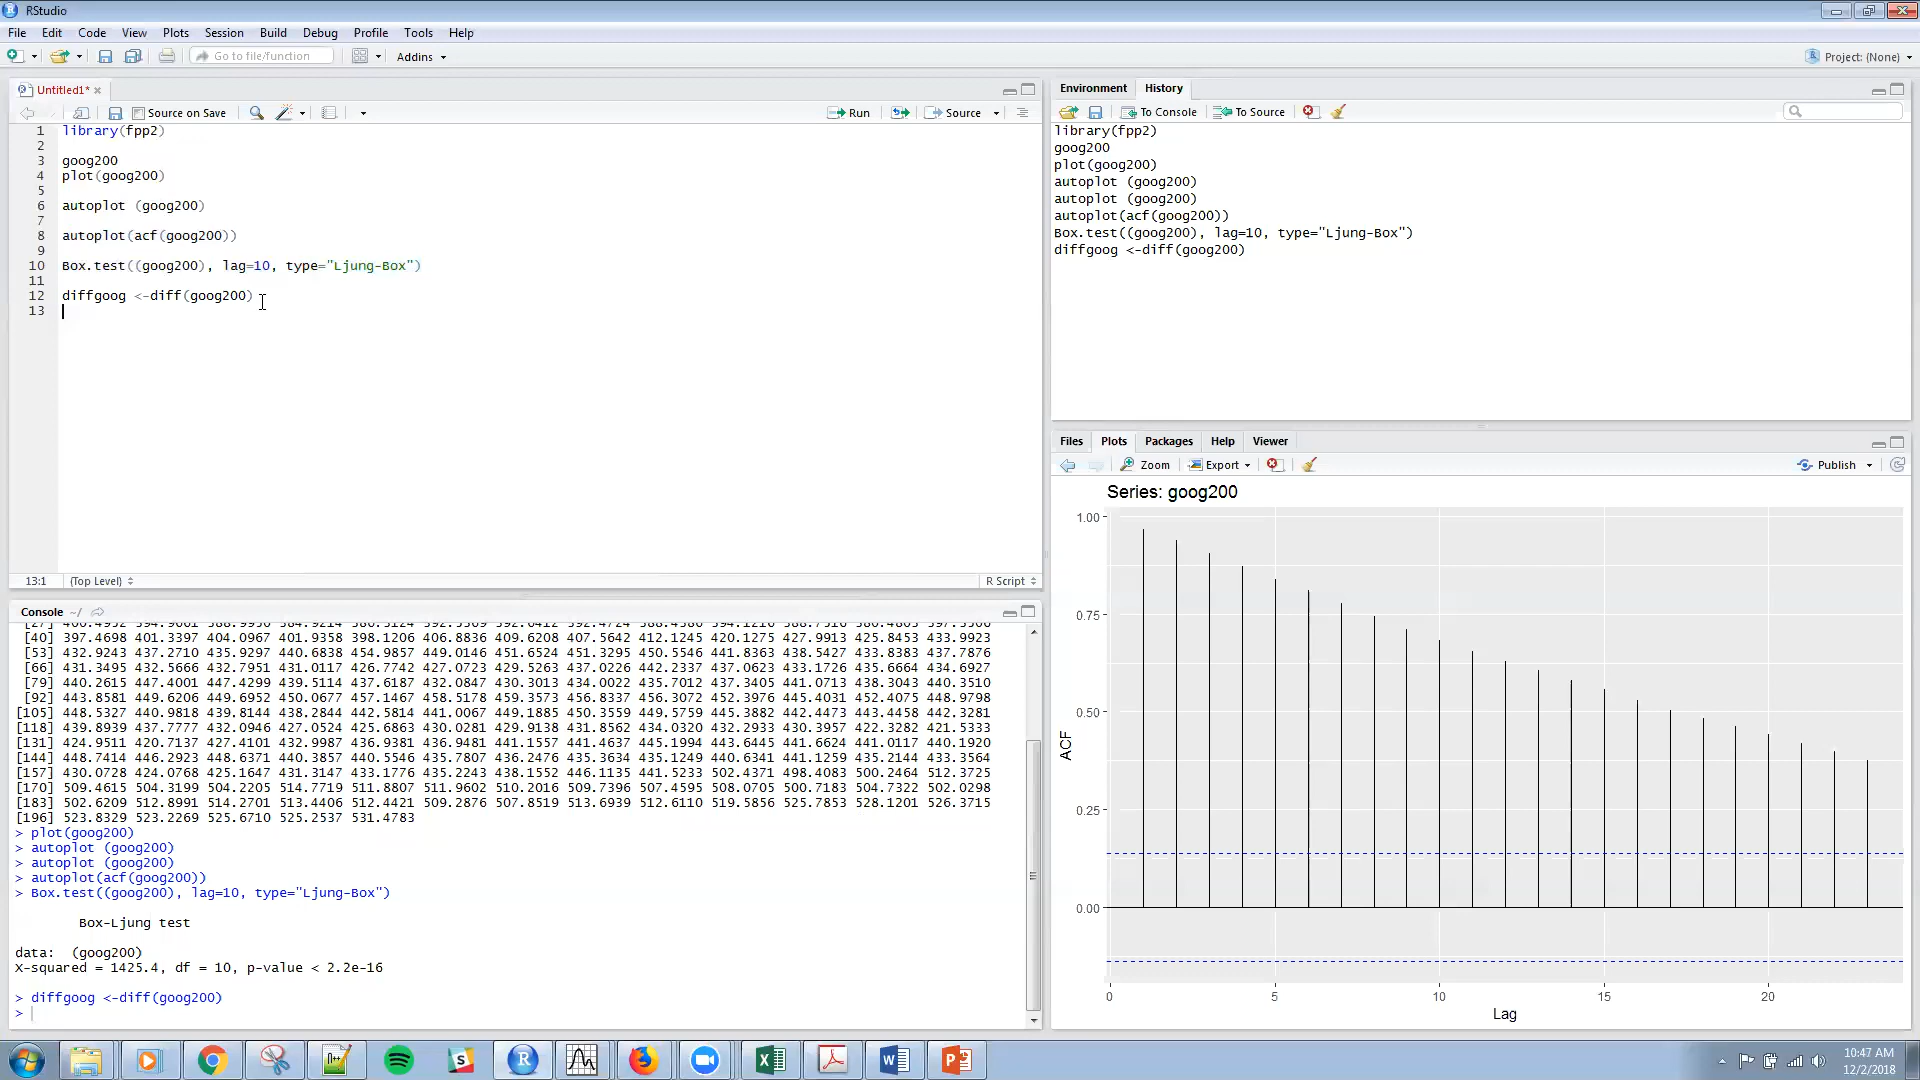 RStudio
File Edit Code View Plots Session Build Debug Profile Tools Help
Go to file/function
Addins
Project: (None)
Untitled1*
Source on Save
Run
Source
1 library(fpp2)
2
3 goog200
4 plot(goog200)
5
6 autoplot (goog200)
7
8 autoplot(acf(goog200))
9
10 Box.test((goog200), lag=10, type="Ljung-Box")
11
12 diffgoog <-diff(goog200)
13
13:1 (Top Level) R Script
Console ~/
[40] 397.4698 401.3397 404.0967 401.9358 398.1206 406.8836 409.6208 407.5642 412.1245 420.1275 427.9913 425.8453 433.9923
[53] 432.9243 437.2710 435.9297 440.6838 454.9857 449.0146 451.6524 451.3295 450.5546 441.8363 438.5427 433.8383 437.7876
[66] 431.3495 432.5666 432.7951 431.0117 426.7742 427.0723 429.5263 437.0226 442.2337 437.0623 433.1726 435.6664 434.6927
[79] 440.2615 447.4001 447.4299 439.5114 437.6187 432.0847 430.3013 434.0022 435.7012 437.3405 441.0713 438.3043 440.3510
[92] 443.8581 449.6206 449.6952 450.0677 457.1467 458.5178 459.3573 456.8337 456.3072 452.3976 445.4031 452.4075 448.9798
[105] 448.5327 440.9818 439.8144 438.2844 442.5814 441.0067 449.1885 450.3559 449.5759 445.3882 442.4473 443.4458 442.3281
[118] 439.8939 437.7777 432.0946 427.0524 425.6863 430.0281 429.9138 431.8562 434.0320 432.2933 430.3957 422.3282 421.5333
[131] 424.9511 420.7137 427.4101 432.9987 436.9381 436.9481 441.1557 441.4637 445.1994 443.6445 441.6624 441.0117 440.1920
[144] 448.7414 446.2923 448.6371 440.3857 440.5546 435.7807 436.2476 435.3634 435.1249 440.6341 441.1259 435.2144 433.3564
[157] 430.0728 424.0768 425.1647 431.3147 433.1776 435.2243 438.1552 446.1135 441.5233 502.4371 498.4083 500.2464 512.3725
[170] 509.4615 504.3199 504.2205 514.7719 511.8807 511.9602 510.2016 509.7396 507.4595 508.0705 500.7183 504.7322 502.0298
[183] 502.6209 512.8991 514.2701 513.4406 512.4421 509.2876 507.8519 513.6939 512.6110 519.5856 525.7853 528.1201 526.3715
[196] 523.8329 523.2269 525.6710 525.2537 531.4783
> plot(goog200)
> autoplot (goog200)
> autoplot (goog200)
> autoplot(acf(goog200))
> Box.test((goog200), lag=10, type="Ljung-Box")
Box-Ljung test
data: (goog200)
X-squared = 1425.4, df = 10, p-value < 2.2e-16
> diffgoog <-diff(goog200)
>
Environment History
To Console
To Source
library(fpp2)
goog200
plot(goog200)
autoplot (goog200)
autoplot (goog200)
autoplot(acf(goog200))
Box.test((goog200), lag=10, type="Ljung-Box")
diffgoog <-diff(goog200)
Files Plots Packages Help Viewer
Zoom
Export
Publish
Series: goog200
1.00
0.75
0.50
0.25
0.00
ACF
0 5 10 15 20
Lag
10:47 AM
12/2/2018